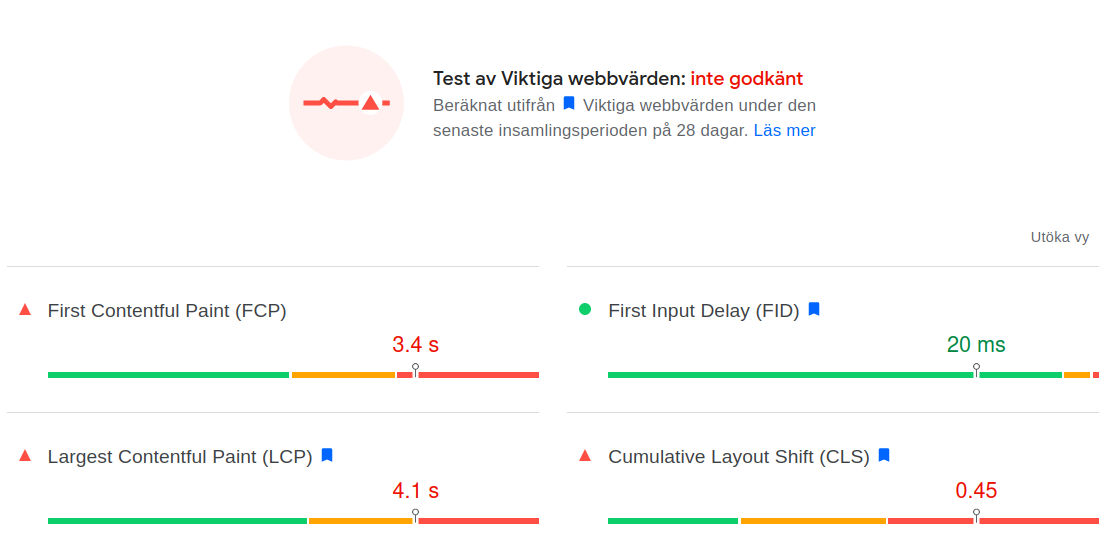 Test av Viktiga webbvärden: inte godkänt
Beräknat utifrån Viktiga webbvärden under den
senaste insamlingsperioden på 28 dagar. Läs mer
Utöka vy
First Contentful Paint (FCP)
3.4 s
First Input Delay (FID)
20 ms
Largest Contentful Paint (LCP)
4.1 s
Cumulative Layout Shift (CLS)
0.45